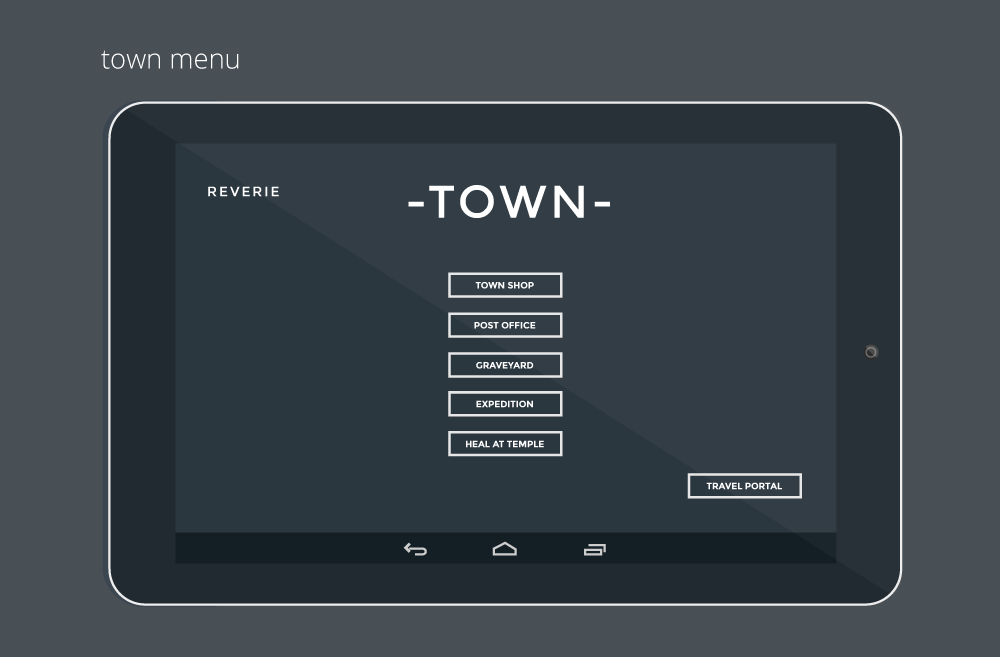 town menu
REVERIE
-TOWN-
TOWN SHOP
POST OFFICE
GRAVEYARD
EXPEDITION
HEAL AT TEMPLE
TRAVEL PORTAL